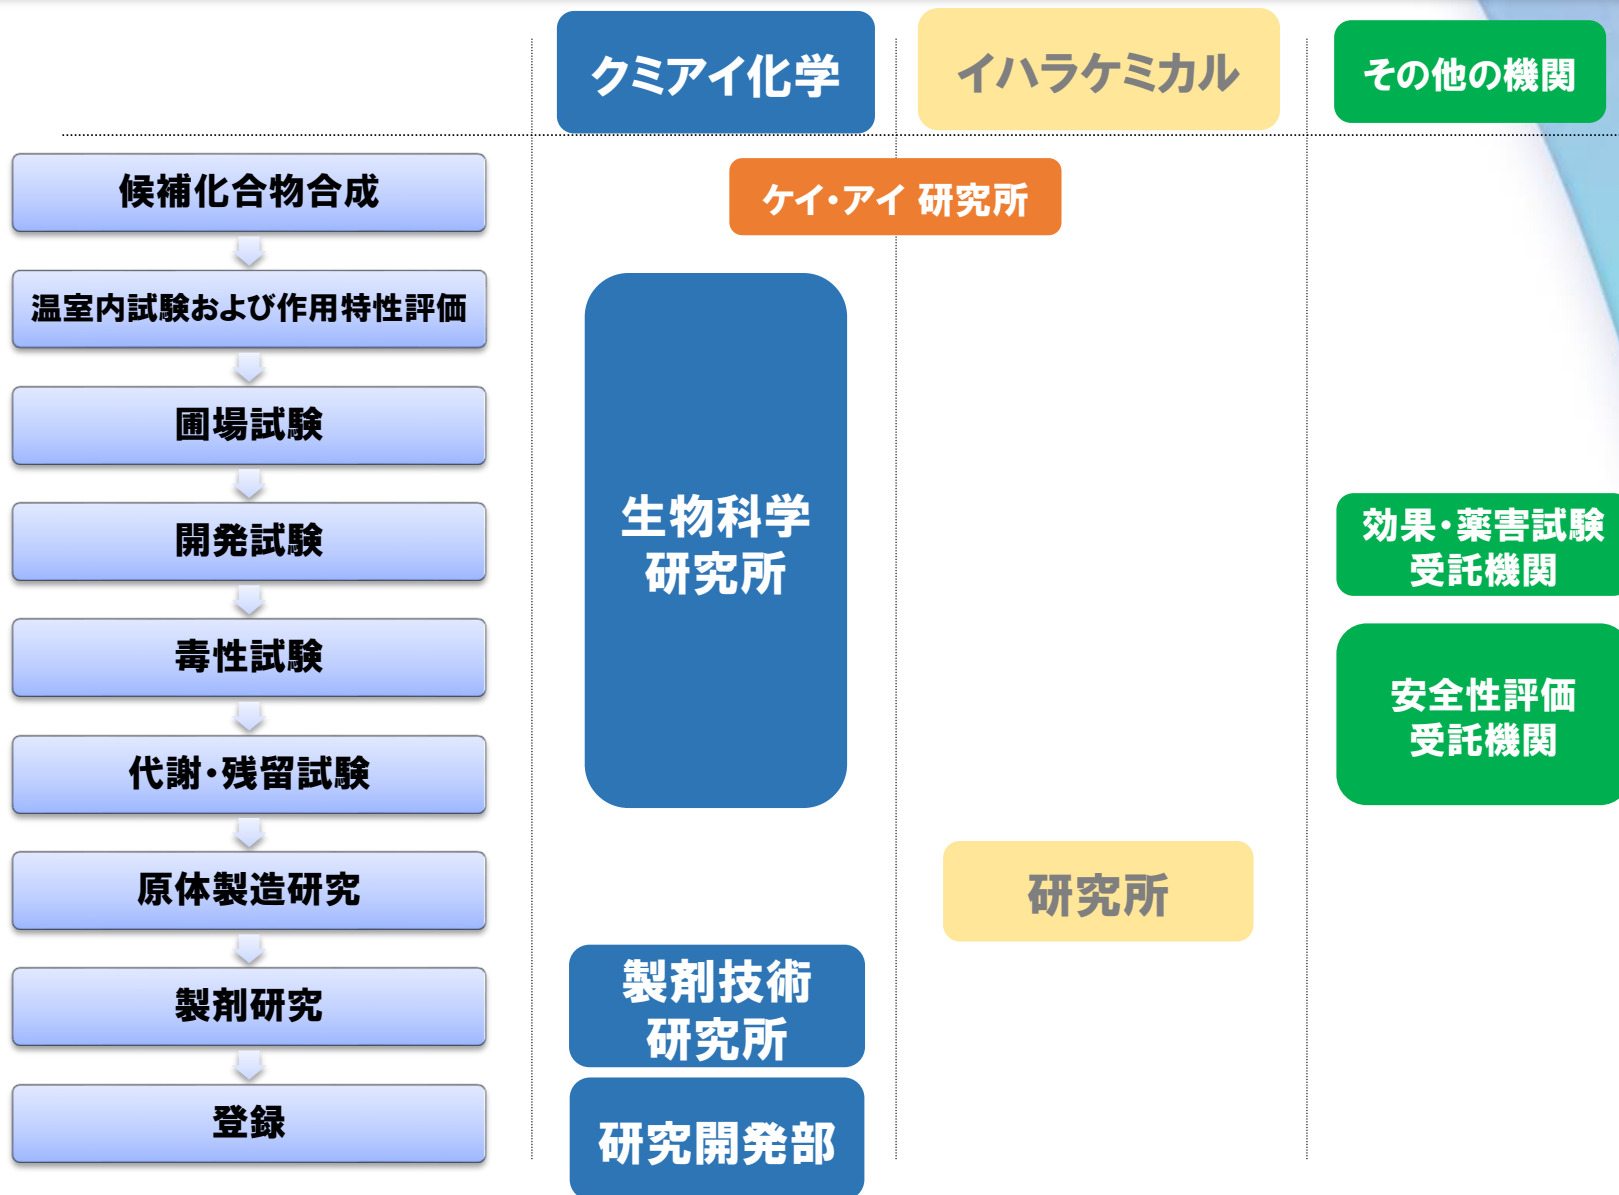 クミアイ化学
イハラケミカル
その他の機関
候補化合物合成
ケイ・アイ 研究所
温室内試験および作用特性評価
圃場試験
開発試験
毒性試験
代謝・残留試験
生物科学
研究所
効果・薬害試験
受託機関
安全性評価
受託機関
原体製造研究
研究所
製剤研究
製剤技術
研究所
登録
研究開発部